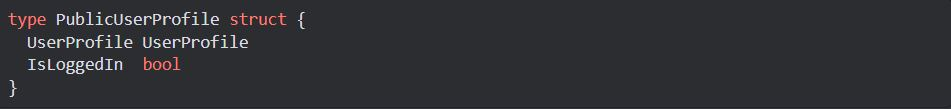 type PublicUserProfile struct {
  UserProfile UserProfile
  IsLoggedIn  bool
}